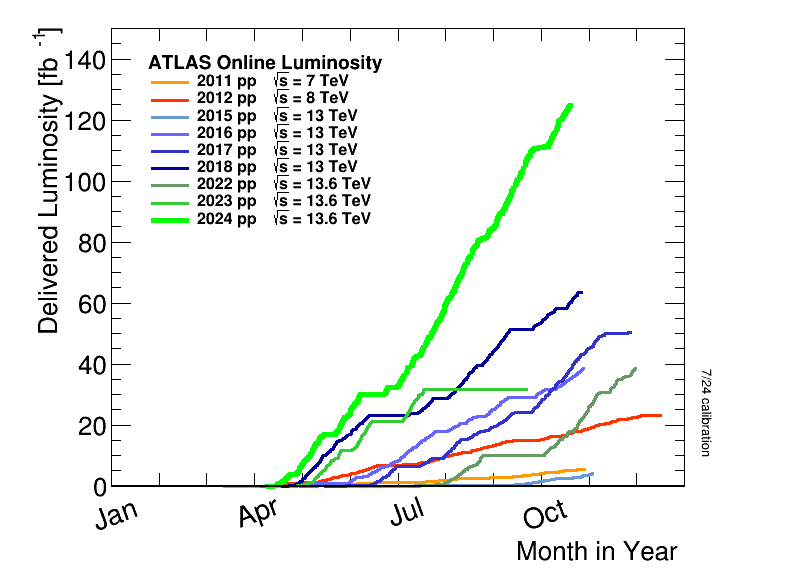 Delivered Luminosity [fb⁻¹]
140
120
100
80
60
40
20
0
ATLAS Online Luminosity
2011 pp √s = 7 TeV
2012 pp √s = 8 TeV
2015 pp √s = 13 TeV
2016 pp √s = 13 TeV
2017 pp √s = 13 TeV
2018 pp √s = 13 TeV
2022 pp √s = 13.6 TeV
2023 pp √s = 13.6 TeV
2024 pp √s = 13.6 TeV
7/24 calibration
Jan Apr Jul Oct
Month in Year